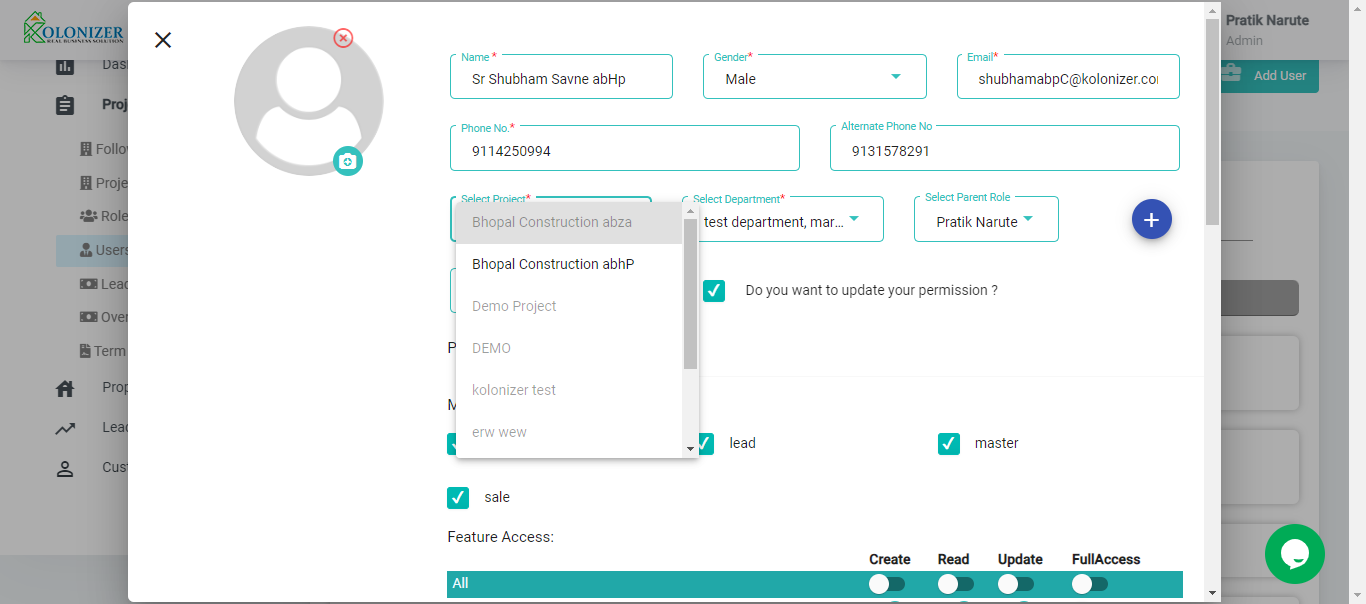 KOLONIZER
REAL BUSINESS SOLUTION
Pratik Narute
Admin
Add User
Das
Proj
Follov
Proje
Role
Users
Lead
Over
Term
Prop
Lead
Cust
Name *
Sr Shubham Savne abHp
Gender*
Male
Email*
shubhamabpC@kolonizer.co
Phone No.*
9114250994
Alternate Phone No
9131578291
Select Project*
Select Department*
test department, mar...
Select Parent Role
Pratik Narute
+
Bhopal Construction abza
Bhopal Construction abhP
Demo Project
DEMO
kolonizer test
erw wew
Do you want to update your permission ?
P
M
lead
master
sale
Feature Access:
Create Read Update FullAccess
All